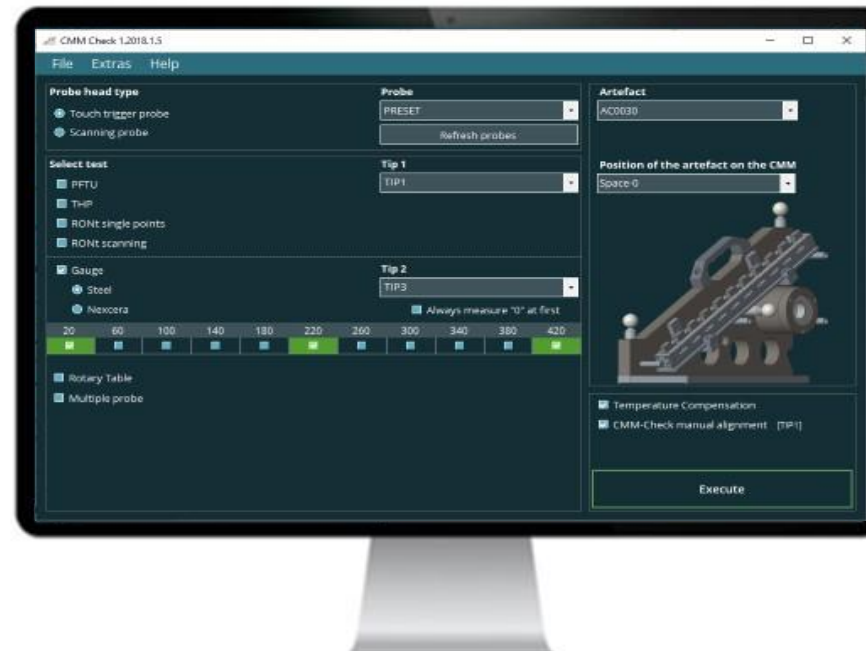 CMM Check 1.2018.1.5
File Extras Help
Probe head type
Touch trigger probe
Scanning probe
Probe
PRESET
Refresh probes
Select test
PFTU
THP
RONt single points
RONt scanning
Tip 1
TIP1
Gauge
Steel
Nexcera
Tip 2
TIP3
Always measure "0" at first
20 60 100 140 180 220 260 300 340 380 420
Rotary Table
Multiple probe
Artefact
AC0030
Position of the artefact on the CMM
Space-0
Temperature Compensation
CMM-Check manual alignment [TIP1]
Execute